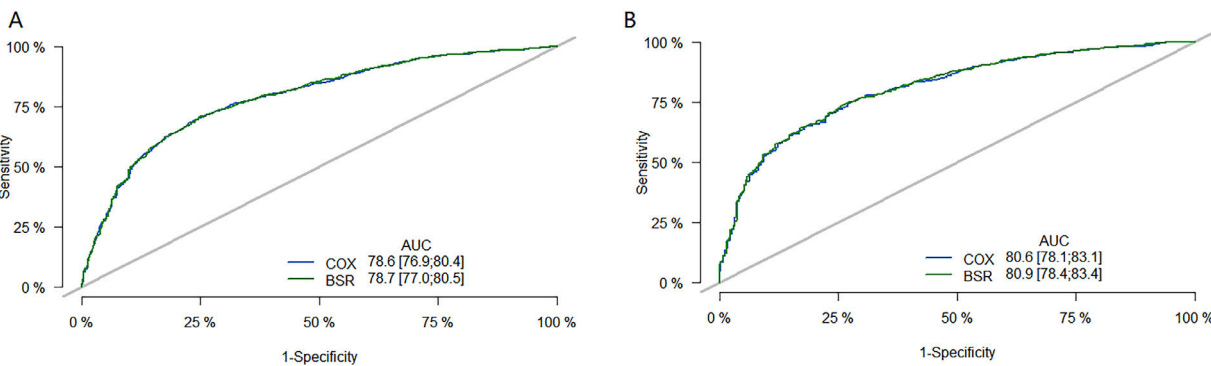 A
100 %
75 %
50 %
25 %
0 %
Sensitivity
AUC
COX 78.6 [76.9;80.4]
BSR 78.7 [77.0;80.5]
0 %
25 %
50 %
75 %
100 %
1-Specificity
B
100 %
75 %
50 %
25 %
0 %
Sensitivity
AUC
COX 80.6 [78.1;83.1]
BSR 80.9 [78.4;83.4]
0 %
25 %
50 %
75 %
100 %
1-Specificity